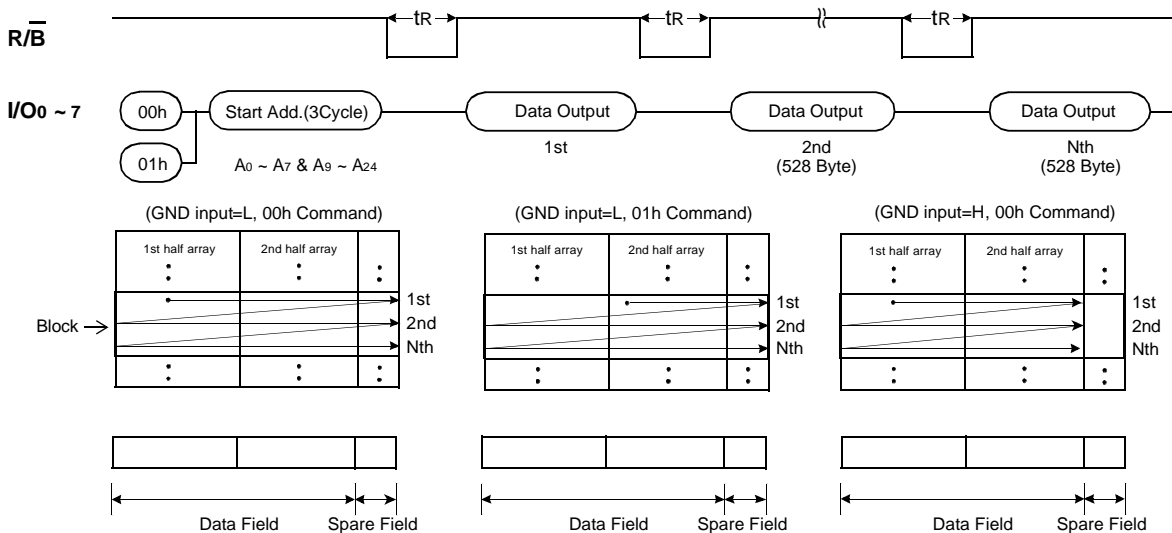 tR tR tR
R/B
I/O0 ~ 7 00h Start Add.(3Cycle) Data Output Data Output Data Output
1st 2nd Nth
01h A0 ~ A7 & A9 ~ A24 (528 Byte) (528 Byte)
(GND input=L, 00h Command) (GND input=L, 01h Command) (GND input=H, 00h Command)
1st half array 2nd half array 1st half array 2nd half array 1st half array 2nd half array
1st 1st 1st
Block 2nd 2nd 2nd
Nth Nth Nth
Data Field Spare Field Data Field Spare Field Data Field Spare Field